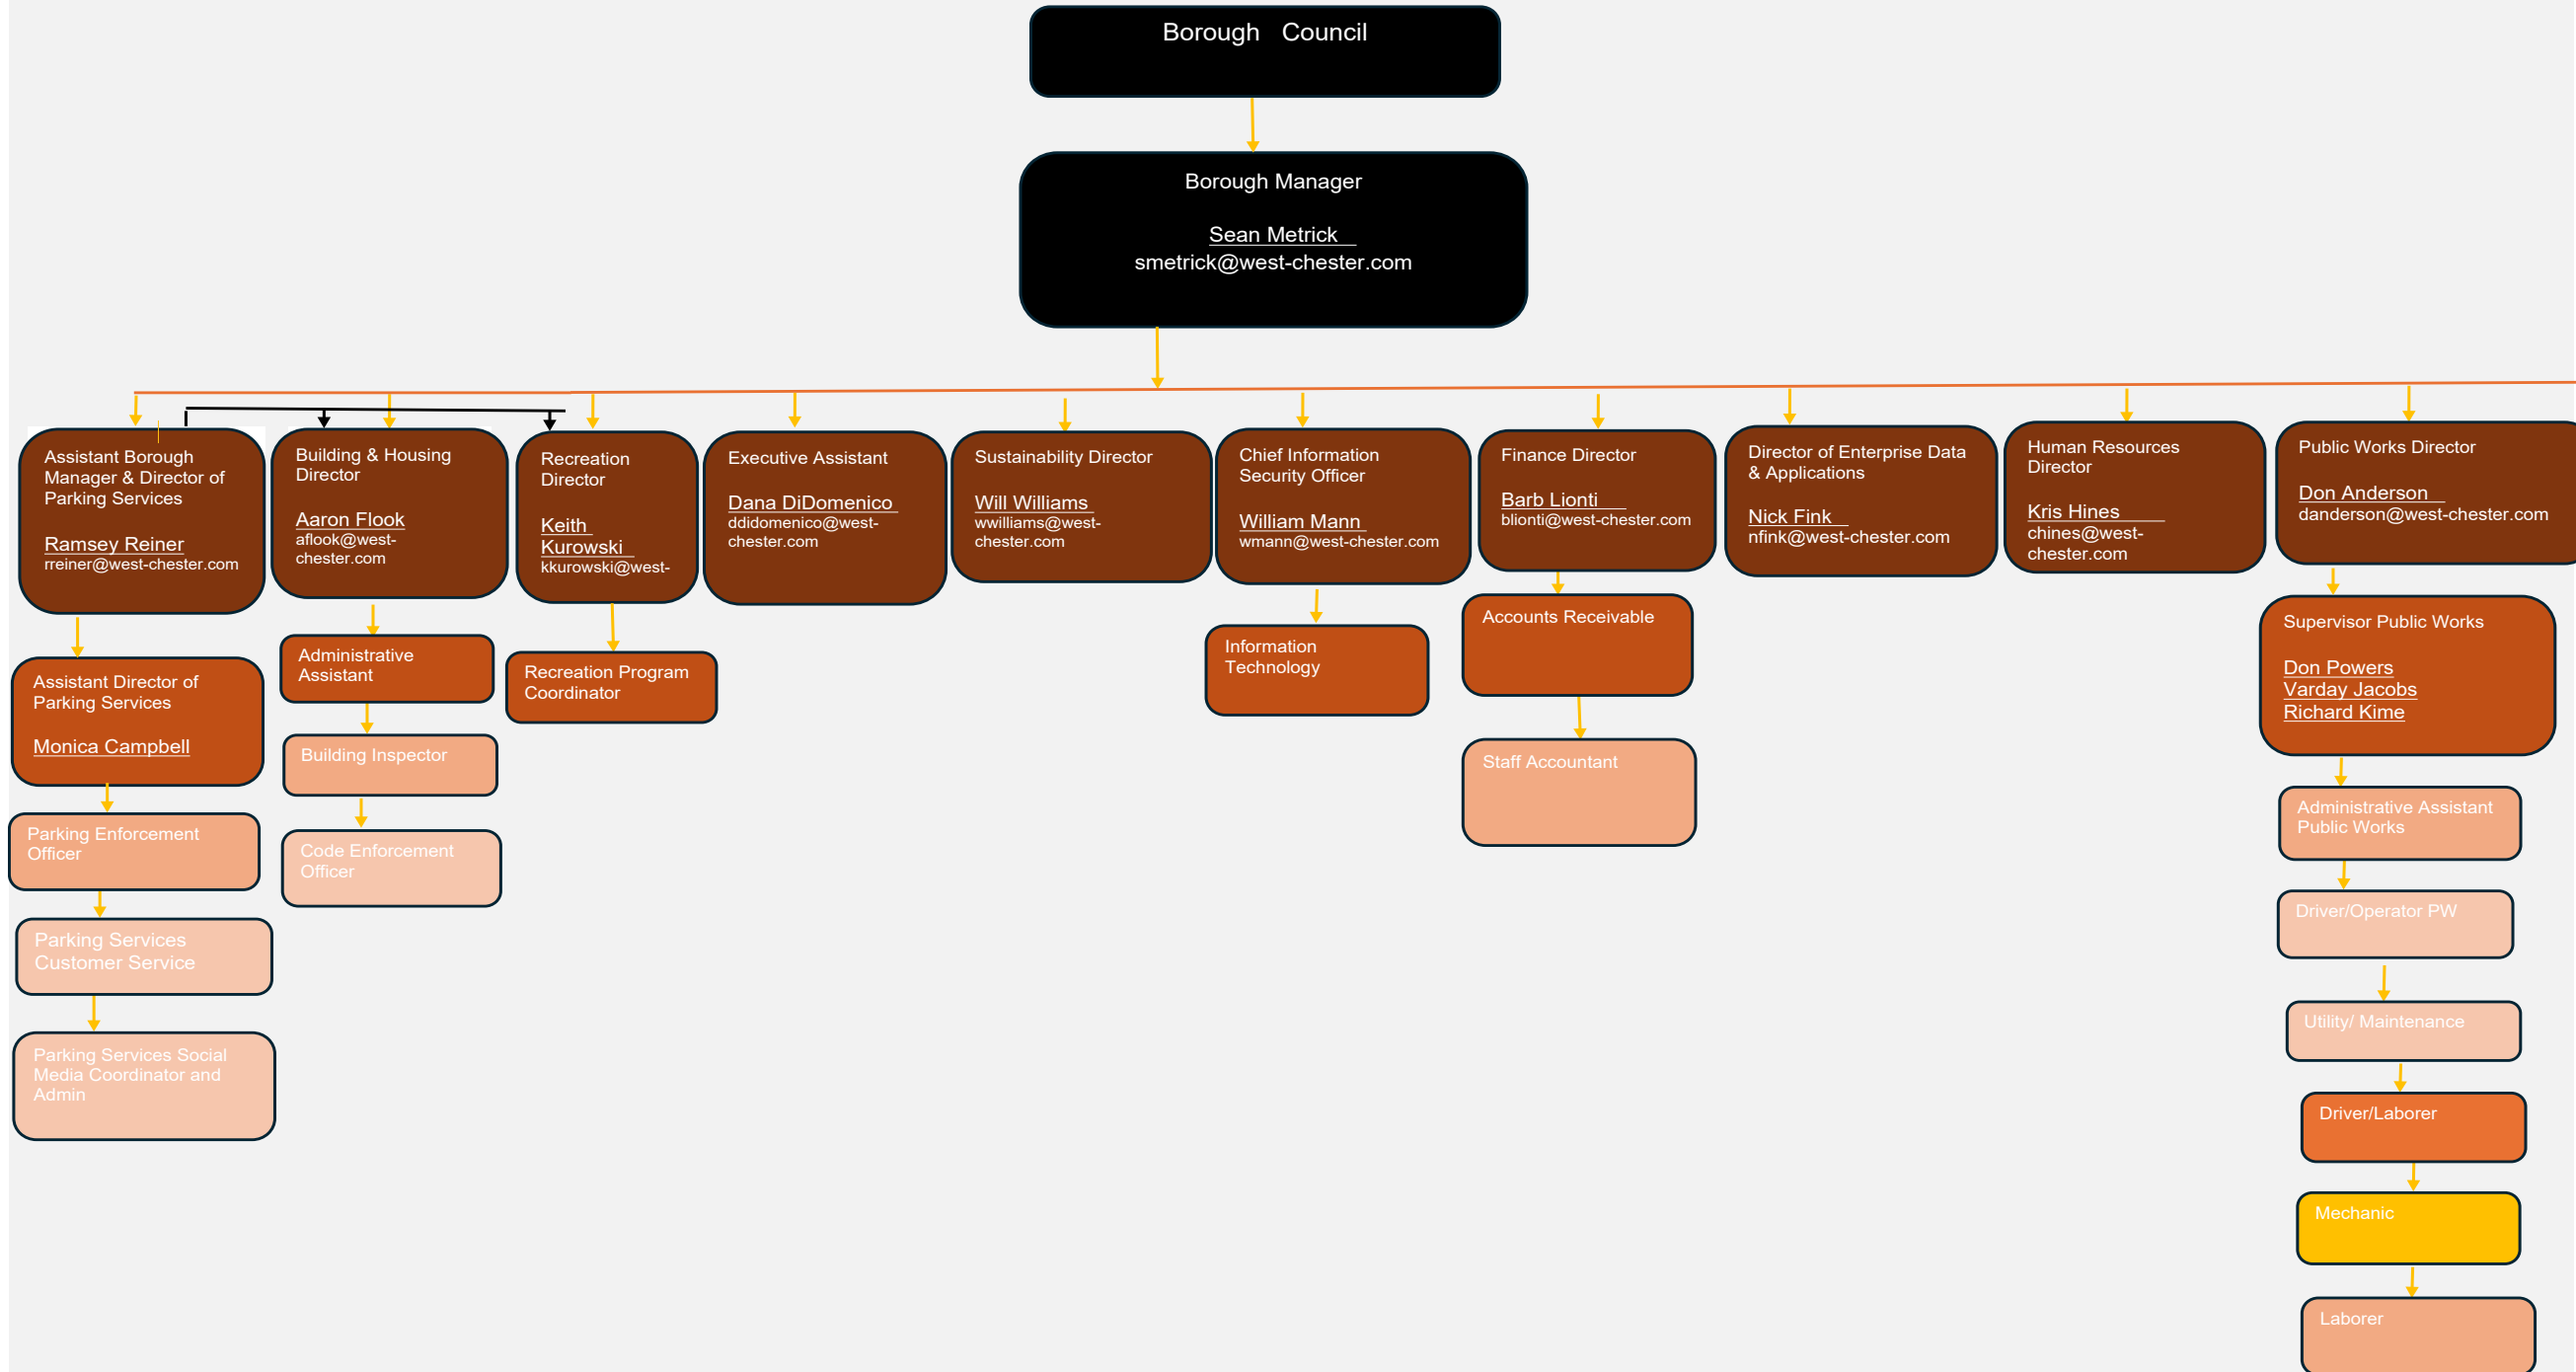 Borough Council
Borough Manager
Sean Metrick
smetrick@west-chester.com
Assistant Borough
Manager & Director of
Parking Services
Ramsey Reiner
rreiner@west-chester.com
Building & Housing
Director
Aaron Flook
aflook@west-
chester.com
Recreation
Director
Keith
Kurowski
kkurowski@west-
Executive Assistant
Dana DiDomenico
ddidomenico@west-
chester.com
Sustainability Director
Will Williams
wwilliams@west-
chester.com
Chief Information
Security Officer
William Mann
wmann@west-chester.com
Finance Director
Barb Lionti
blionti@west-chester.com
Director of Enterprise Data
& Applications
Nick Fink
nfink@west-chester.com
Human Resources
Director
Kris Hines
chines@west-
chester.com
Public Works Director
Don Anderson
danderson@west-chester.com
Assistant Director of
Parking Services
Monica Campbell
Parking Enforcement
Officer
Parking Services
Customer Service
Parking Services Social
Media Coordinator and
Admin
Administrative
Assistant
Building Inspector
Code Enforcement
Officer
Recreation Program
Coordinator
Information
Technology
Accounts Receivable
Staff Accountant
Supervisor Public Works
Don Powers
Varday Jacobs
Richard Kime
Administrative Assistant
Public Works
Driver/Operator PW
Utility/ Maintenance
Driver/Laborer
Mechanic
Laborer